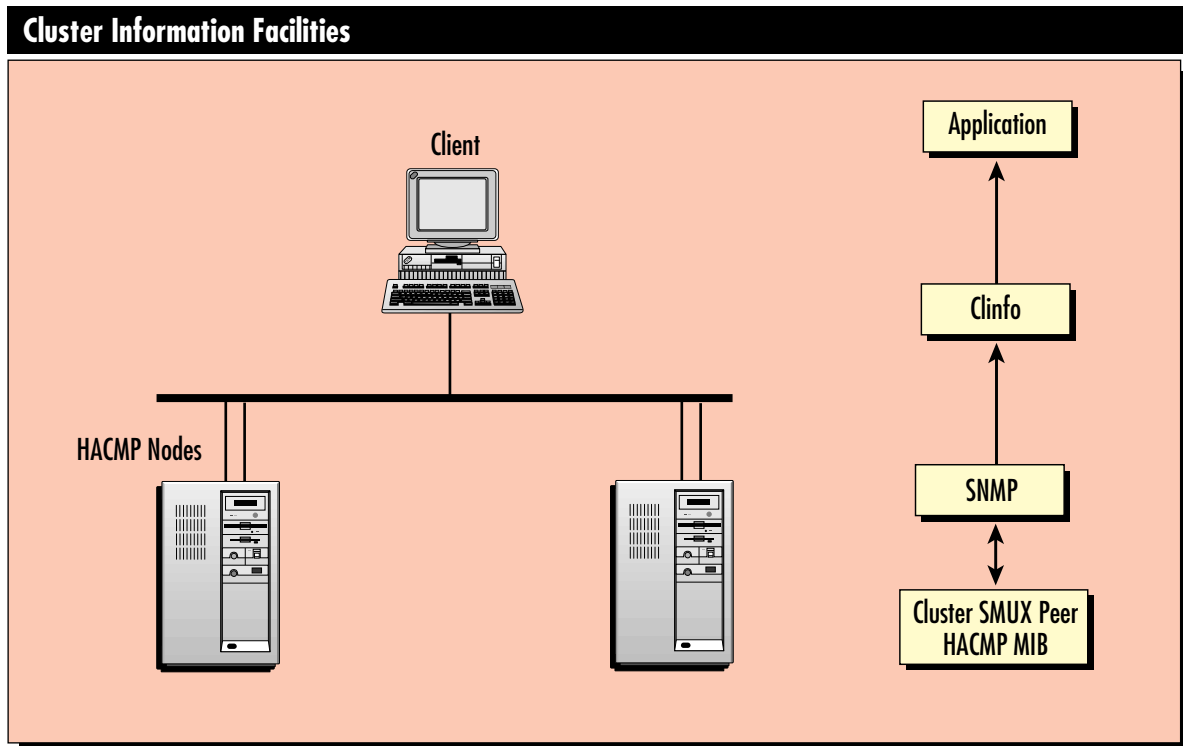 Cluster Information Facilities
Client
HACMP Nodes
Application
Clinfo
SNMP
Cluster SMUX Peer
HACMP MIB